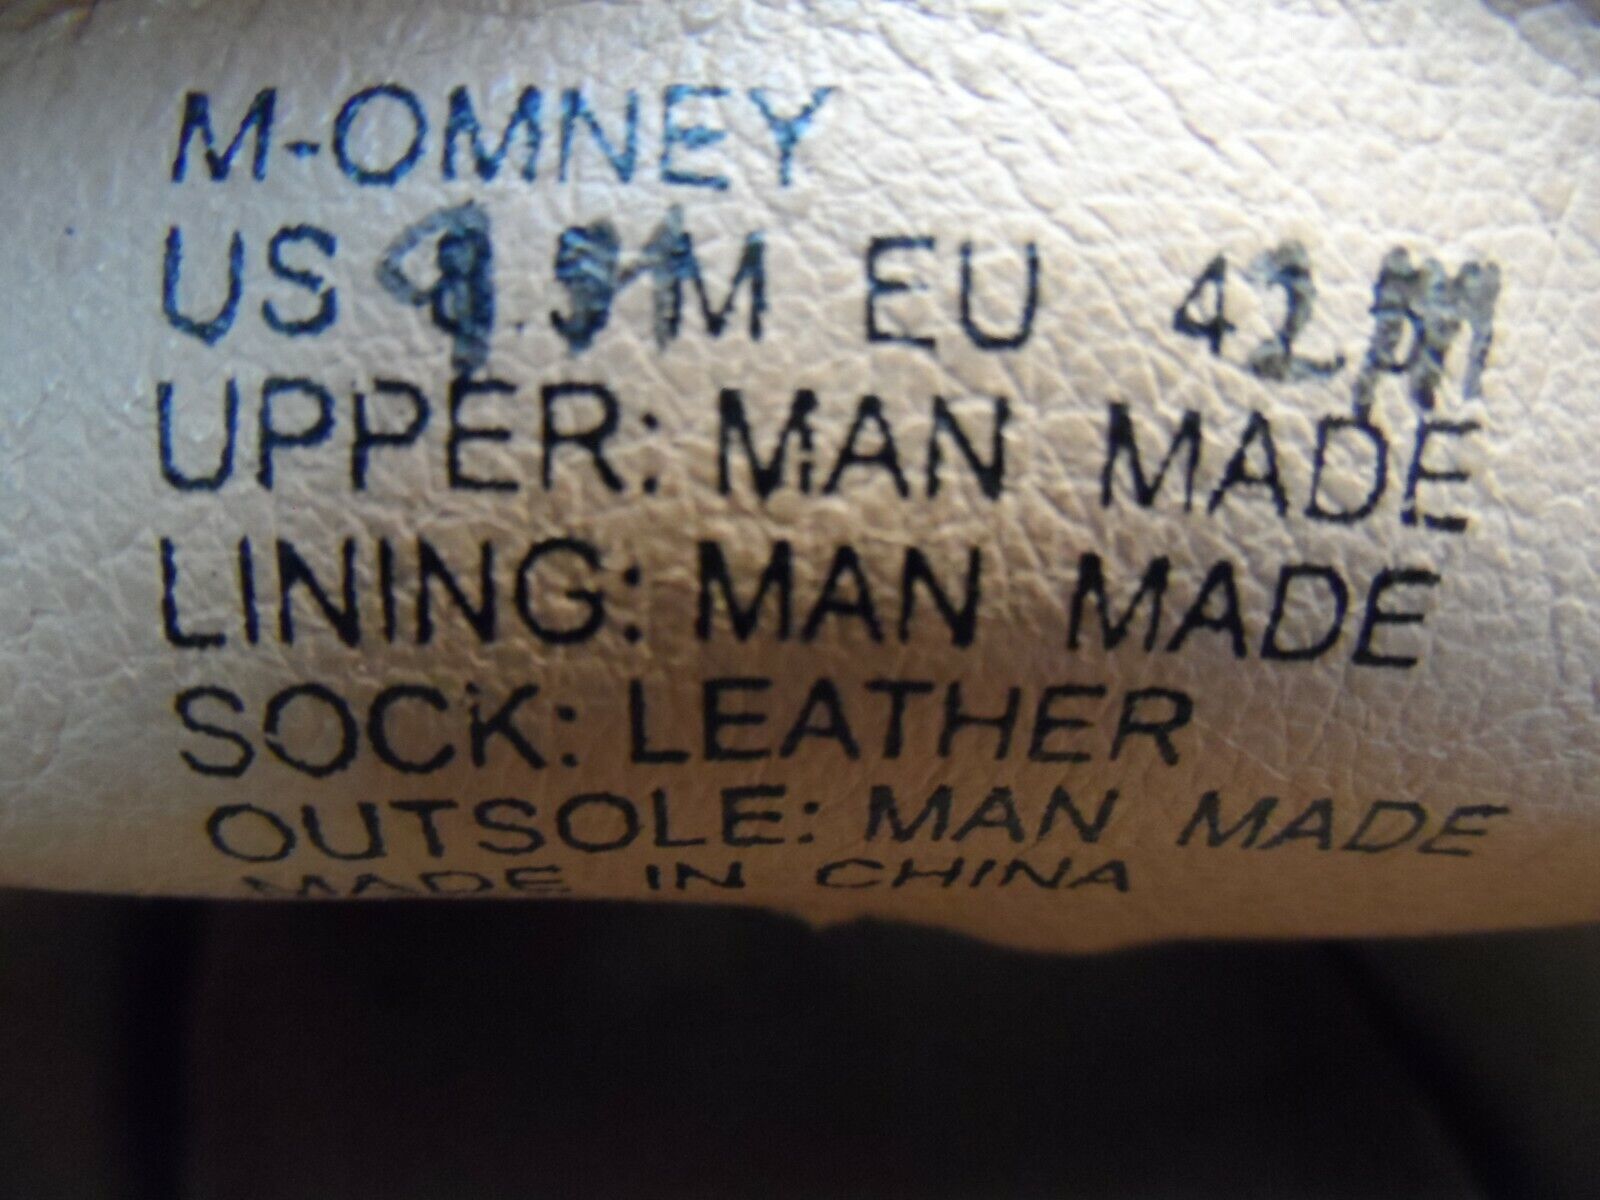 M-OMNEY
US M EU
UPPER: MAN MADE
LINING: MAN MADE
SOCK: LEATHER
OUTSOLE: MAN MADE
MADE IN CHINA